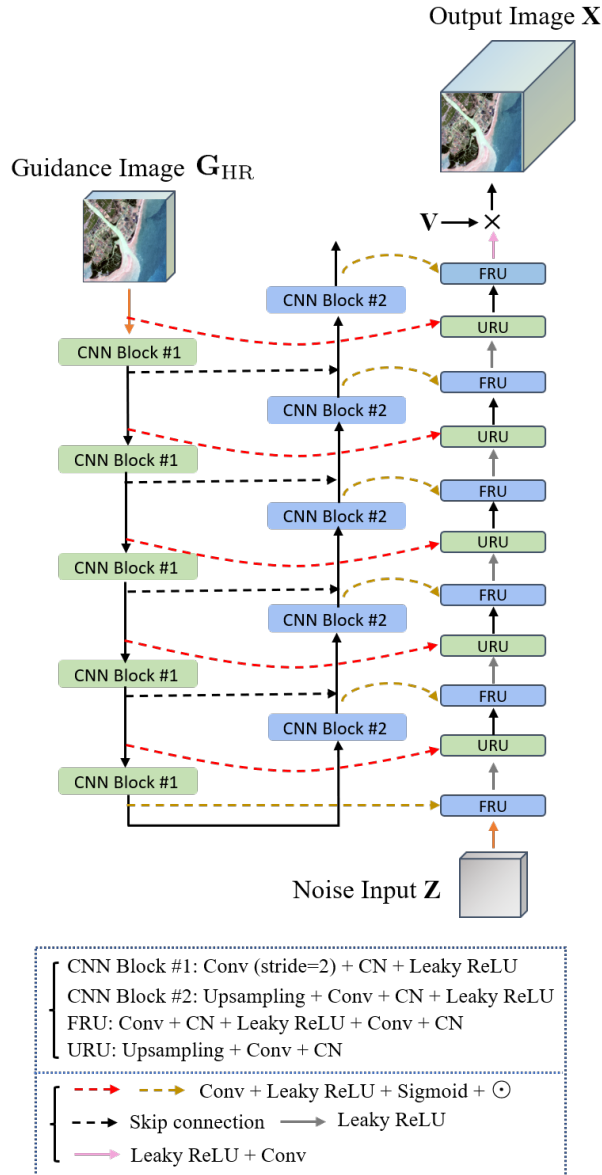 Output Image X
Guidance Image G_HR
V → ×
FRU
CNN Block #2
URU
CNN Block #1
FRU
CNN Block #2
URU
CNN Block #1
FRU
CNN Block #2
URU
CNN Block #1
FRU
CNN Block #2
URU
CNN Block #1
FRU
CNN Block #2
URU
CNN Block #1
FRU
Noise Input Z
CNN Block #1: Conv (stride=2) + CN + Leaky ReLU
CNN Block #2: Upsampling + Conv + CN + Leaky ReLU
FRU: Conv + CN + Leaky ReLU + Conv + CN
URU: Upsampling + Conv + CN
Conv + Leaky ReLU + Sigmoid + ⊙
Skip connection
Leaky ReLU
Leaky ReLU + Conv